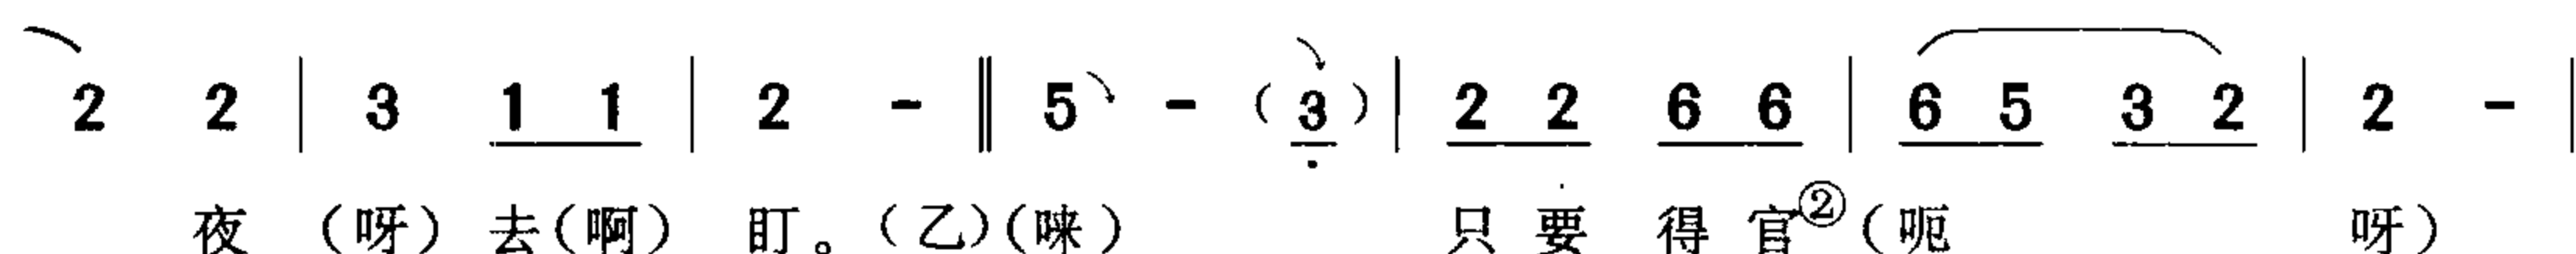 2 2 | 3 1 1 | 2 - ‖ 5 - (3) | 2 2 6 6 | 6 5 3 2 | 2 - |
夜 (呀) 去(啊) 盯。(乙)(咪) 只 要 得 官②(呃 呀)